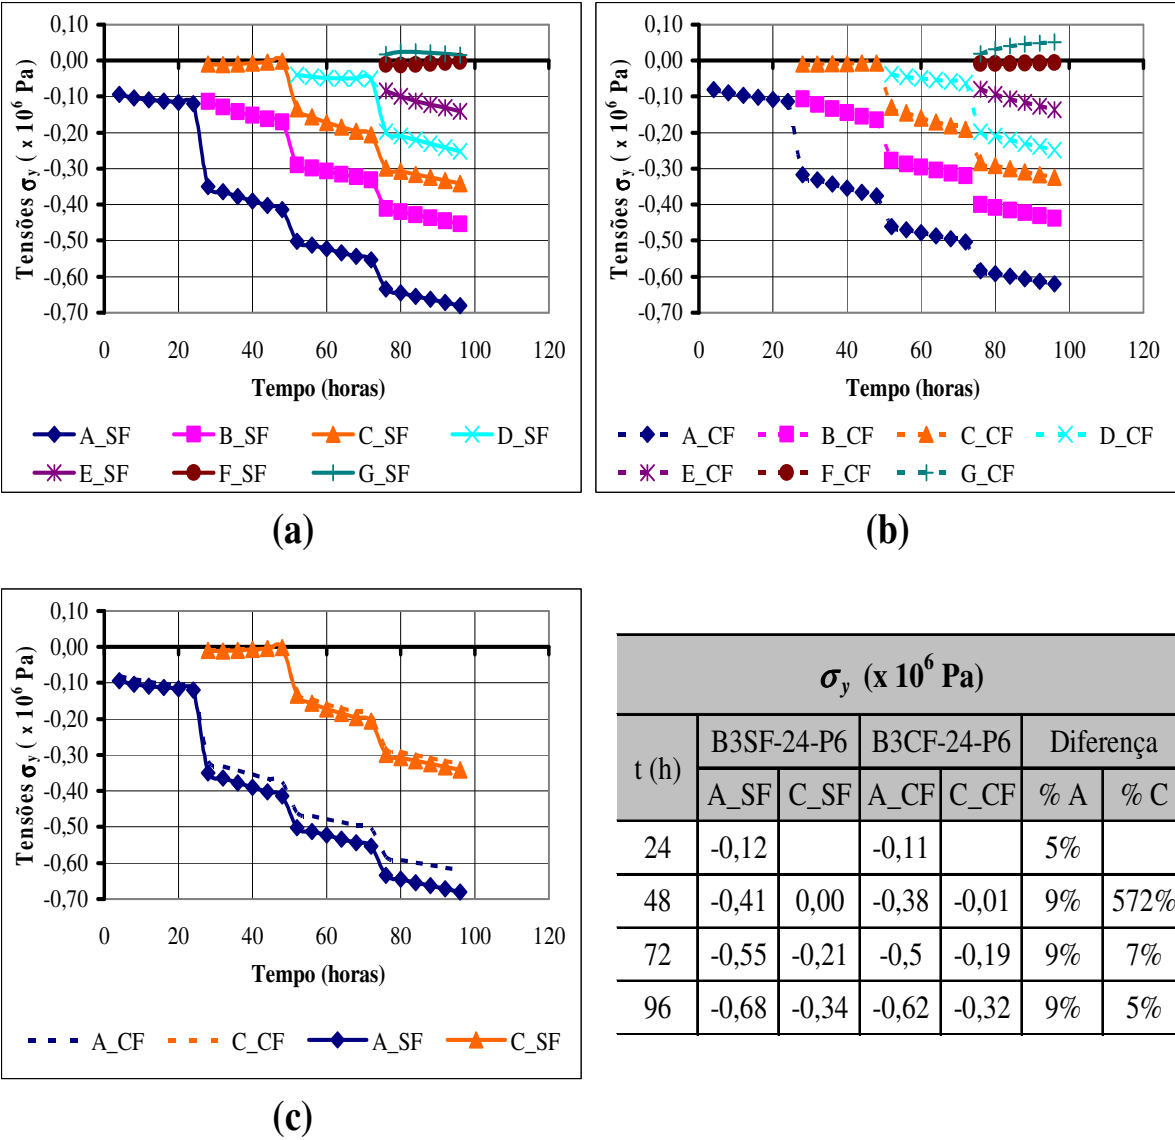 0,10
0,00
-0,10
-0,20
-0,30
-0,40
-0,50
-0,60
-0,70
Tensões σy ( x 10⁶ Pa)
0 20 40 60 80 100 120
Tempo (horas)
A_SF B_SF C_SF D_SF
E_SF F_SF G_SF
(a)
0,10
0,00
-0,10
-0,20
-0,30
-0,40
-0,50
-0,60
-0,70
Tensões σy ( x 10⁶ Pa)
0 20 40 60 80 100 120
Tempo (horas)
A_CF B_CF C_CF D_CF
E_CF F_CF G_CF
(b)
0,10
0,00
-0,10
-0,20
-0,30
-0,40
-0,50
-0,60
-0,70
Tensões σy ( x 10⁶ Pa)
0 20 40 60 80 100 120
Tempo (horas)
A_CF C_CF A_SF C_SF
(c)
σy (x 10⁶ Pa)
t (h) B3SF-24-P6 B3CF-24-P6 Diferença
A_SF C_SF A_CF C_CF % A % C
24 -0,12 -0,11 5%
48 -0,41 0,00 -0,38 -0,01 9% 572%
72 -0,55 -0,21 -0,5 -0,19 9% 7%
96 -0,68 -0,34 -0,62 -0,32 9% 5%